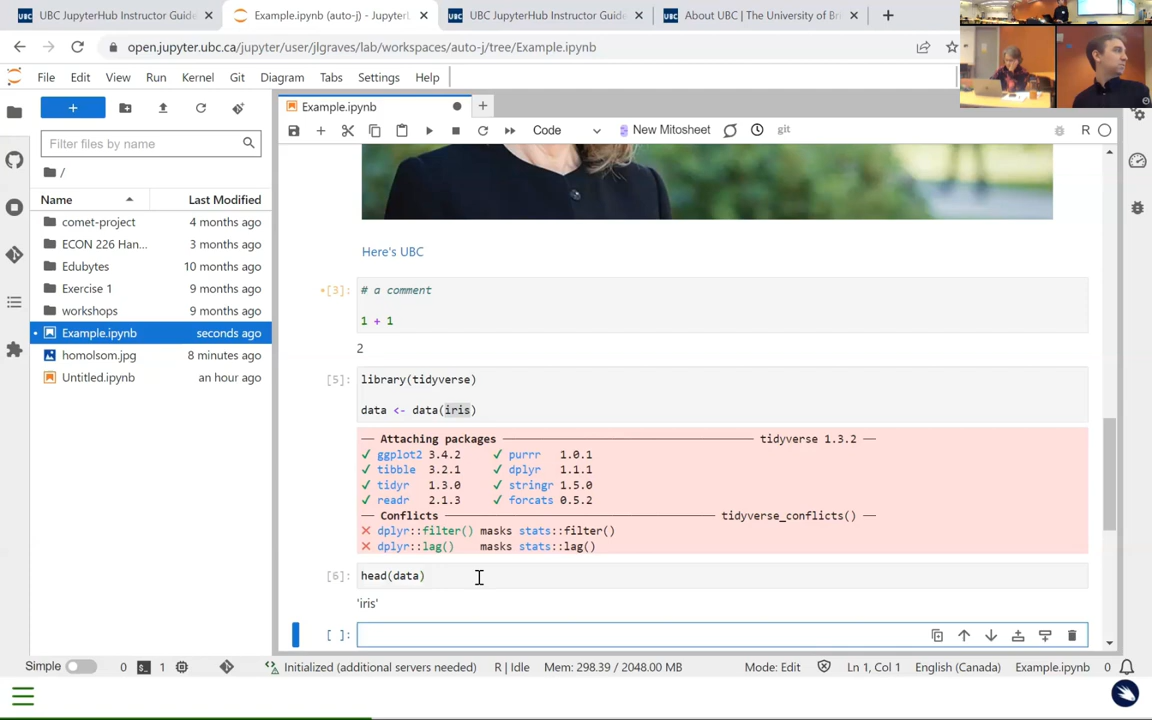 UBC JupyterHub Instructor Guide
Example.ipynb (auto-j) - JupyterL
UBC JupyterHub Instructor Guide
About UBC | The University of Bri
open.jupyter.ubc.ca/jupyter/user/jlgraves/lab/workspaces/auto-j/tree/Example.ipynb
File Edit View Run Kernel Git Diagram Tabs Settings Help
Example.ipynb
Code New Mitosheet git R
Filter files by name
/
Name Last Modified
comet-project 4 months ago
ECON 226 Han... 3 months ago
Edubytes 10 months ago
Exercise 1 9 months ago
workshops 9 months ago
Example.ipynb seconds ago
homolsom.jpg 8 minutes ago
Untitled.ipynb an hour ago
Here's UBC
[3]: # a comment
1 + 1
2
[5]: library(tidyverse)
data <- data(iris)
── Attaching packages ── tidyverse 1.3.2 ──
✓ ggplot2 3.4.2 ✓ purrr 1.0.1
✓ tibble 3.2.1 ✓ dplyr 1.1.1
✓ tidyr 1.3.0 ✓ stringr 1.5.0
✓ readr 2.1.3 ✓ forcats 0.5.2
── Conflicts ── tidyverse_conflicts() ──
✕ dplyr::filter() masks stats::filter()
✕ dplyr::lag() masks stats::lag()
[6]: head(data)
'iris'
[ ]:
Simple 0 1 Initialized (additional servers needed) R | Idle Mem: 298.39 / 2048.00 MB Mode: Edit Ln 1, Col 1 English (Canada) Example.ipynb 0